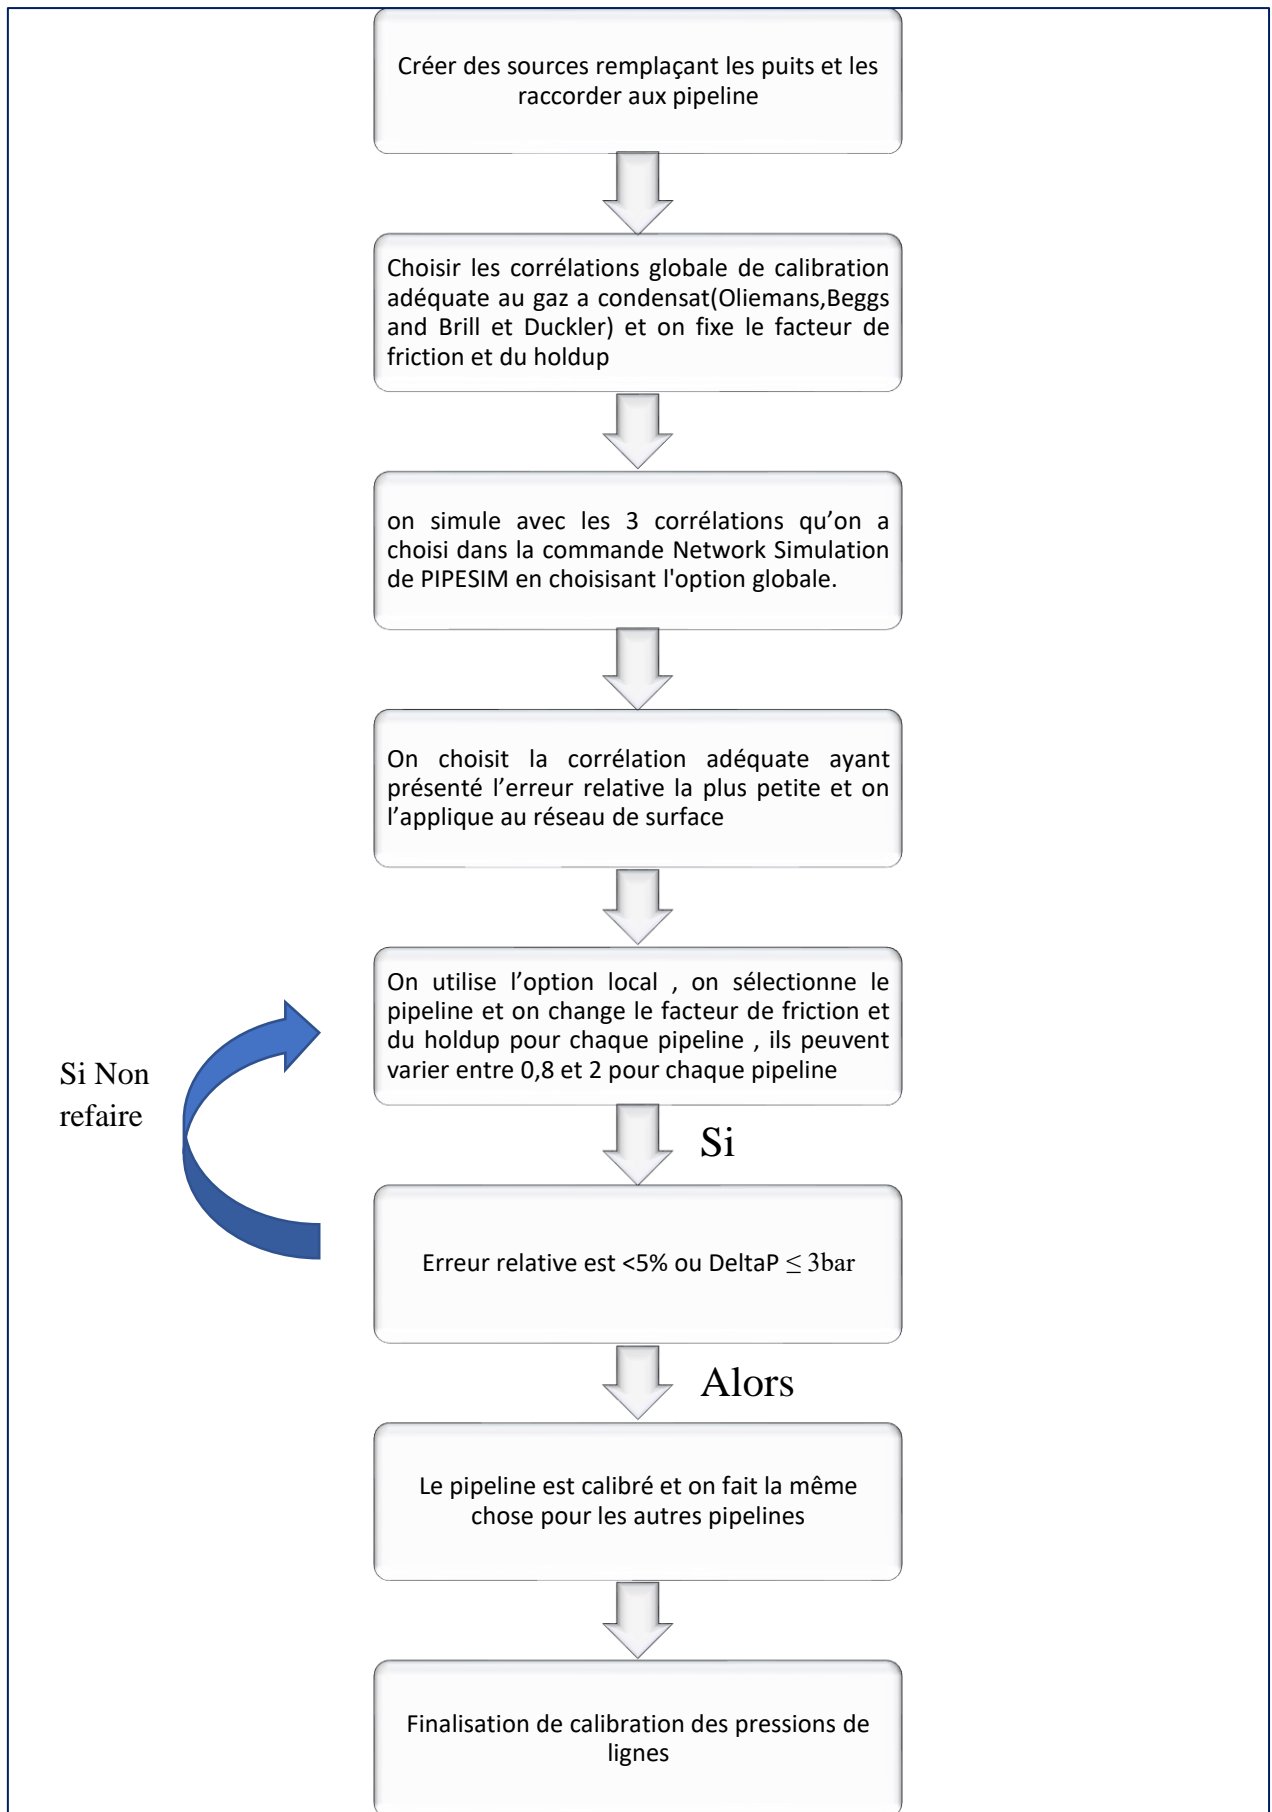 Créer des sources remplaçant les puits et les
raccorder aux pipeline
Choisir les corrélations globale de calibration
adéquate au gaz a condensat(Oliemans,Beggs
and Brill et Duckler) et on fixe le facteur de
friction et du holdup
on simule avec les 3 corrélations qu’on a
choisi dans la commande Network Simulation
de PIPESIM en choisisant l'option globale.
On choisit la corrélation adéquate ayant
présenté l’erreur relative la plus petite et on
l’applique au réseau de surface
On utilise l’option local , on sélectionne le
pipeline et on change le facteur de friction et
du holdup pour chaque pipeline , ils peuvent
varier entre 0,8 et 2 pour chaque pipeline
Si Non
refaire
Si
Erreur relative est <5% ou DeltaP ≤ 3bar
Alors
Le pipeline est calibré et on fait la même
chose pour les autres pipelines
Finalisation de calibration des pressions de
lignes